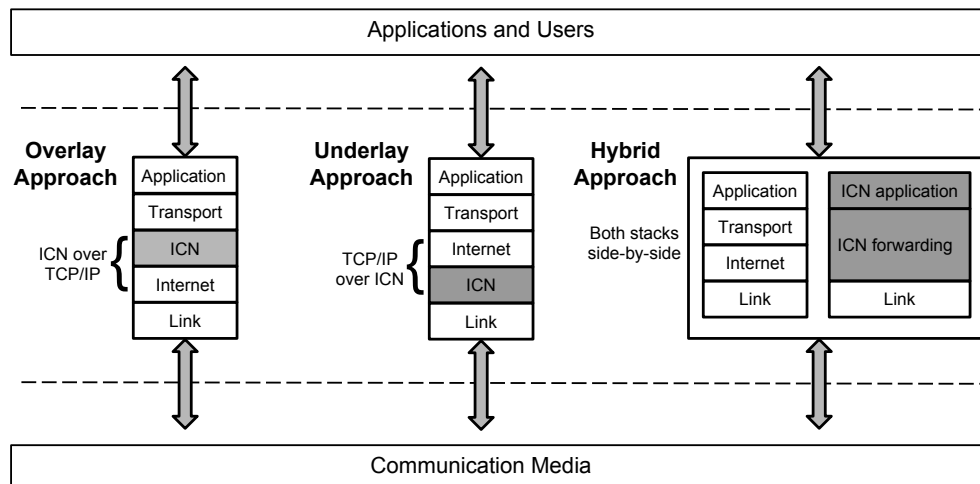 Applications and Users
Overlay
Approach
Application
Transport
ICN
Internet
Link
ICN over
TCP/IP
Underlay
Approach
Application
Transport
Internet
ICN
Link
TCP/IP
over ICN
Hybrid
Approach
Both stacks
side-by-side
Application
Transport
Internet
Link
ICN application
ICN forwarding
Link
Communication Media